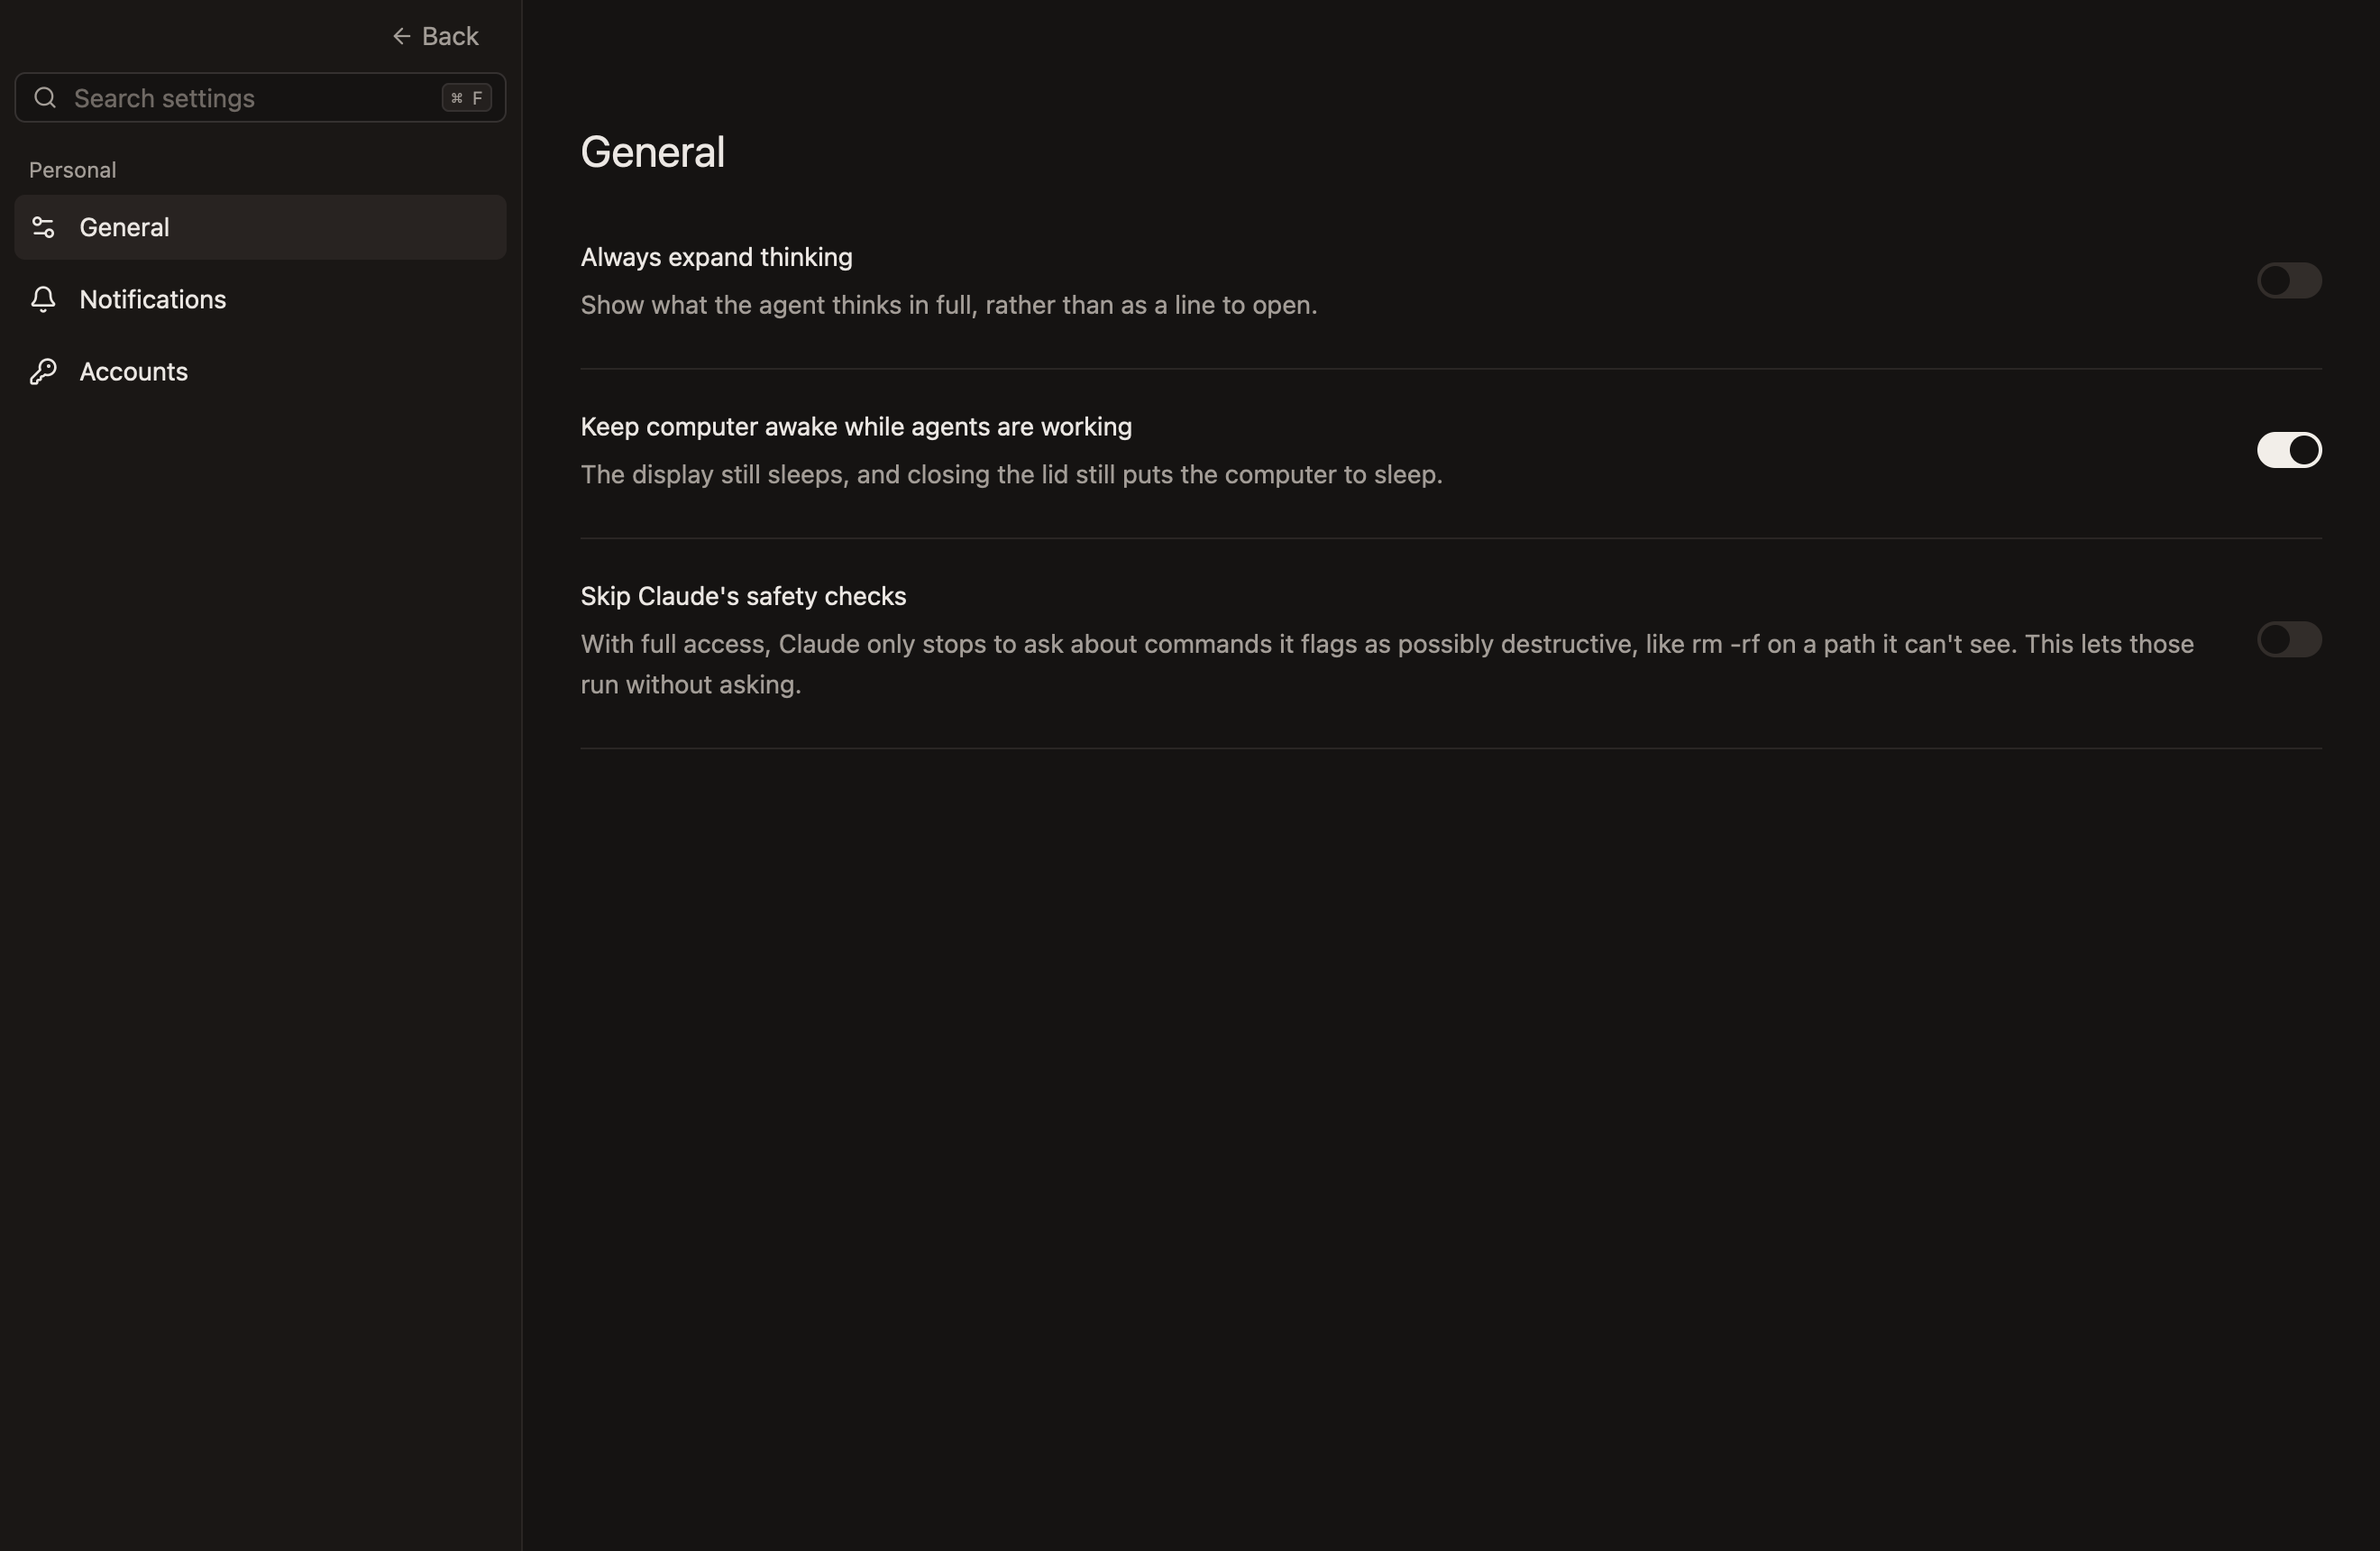 Back
Search settings
⌘ F
Personal
General
Notifications
Accounts
General
Always expand thinking
Show what the agent thinks in full, rather than as a line to open.
Keep computer awake while agents are working
The display still sleeps, and closing the lid still puts the computer to sleep.
Skip Claude's safety checks
With full access, Claude only stops to ask about commands it flags as possibly destructive, like rm -rf on a path it can't see. This lets those
run without asking.